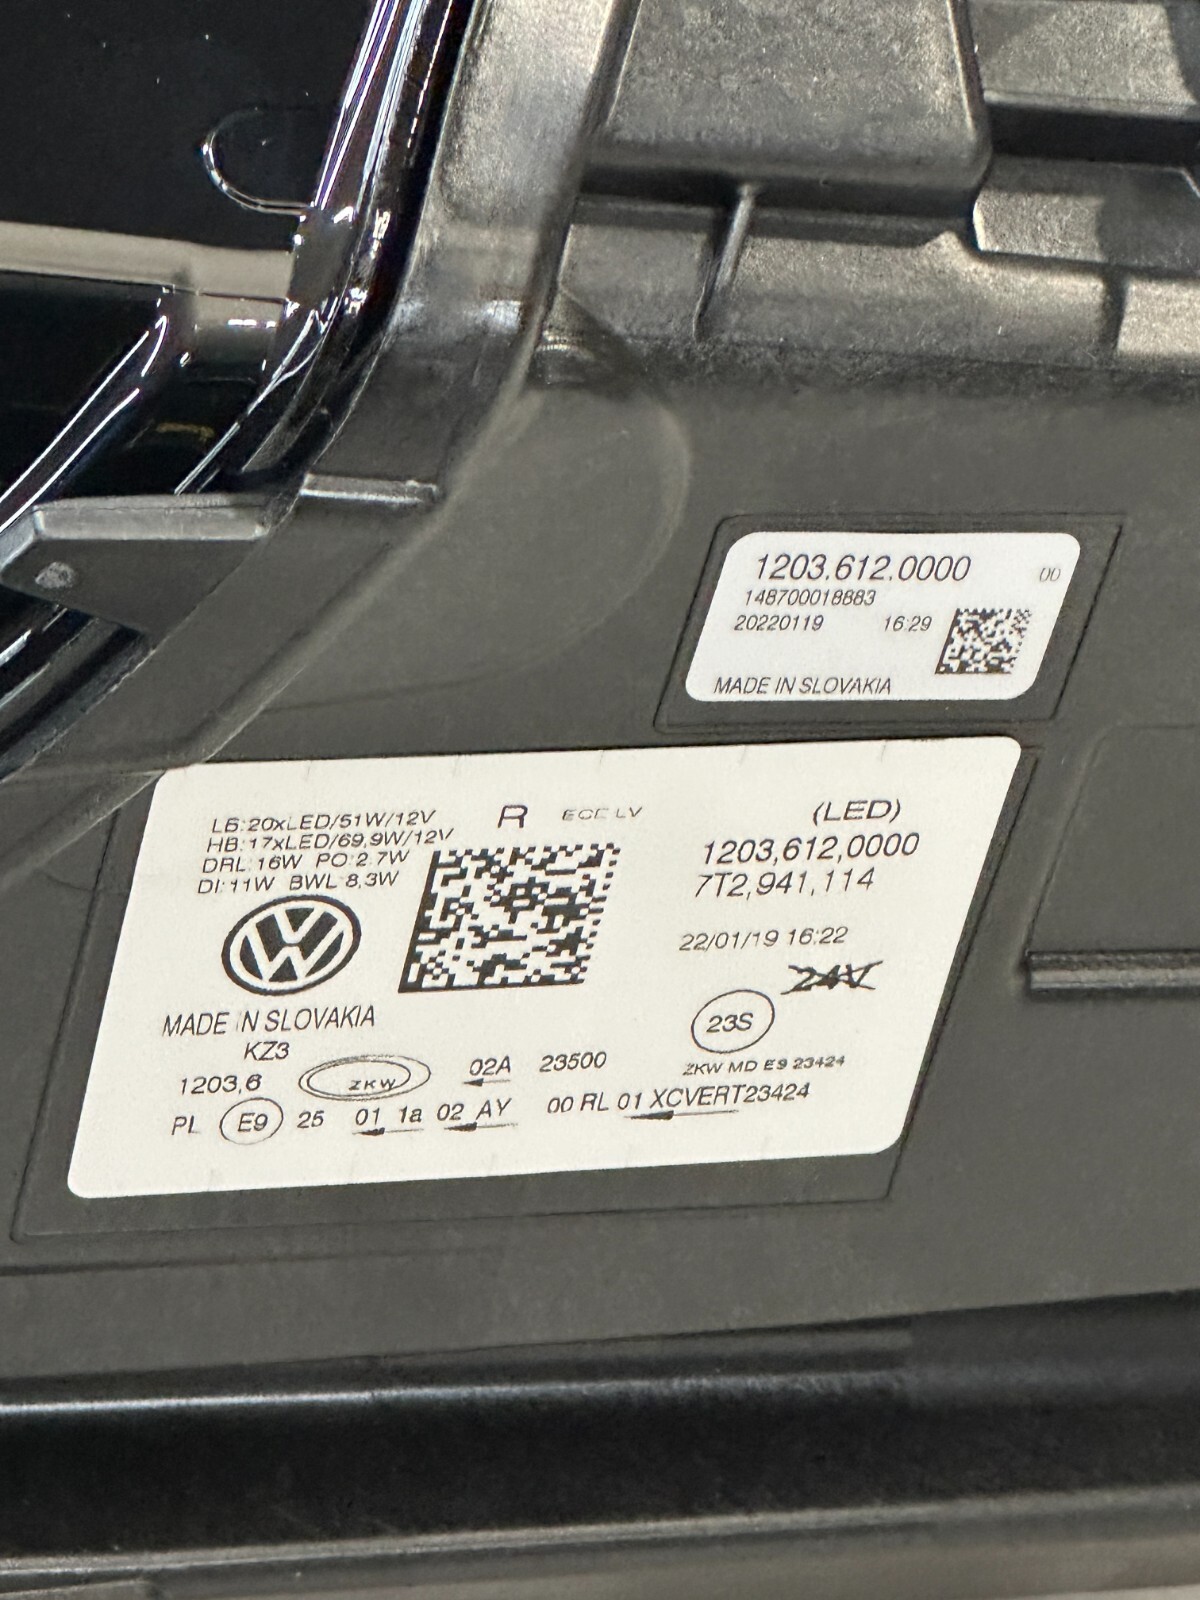 1203.612.0000 00
148700018883
20220119 16:29
MADE IN SLOVAKIA
LB:20xLED/51W/12V
HB:17xLED/69,9W/12V
DRL:16W PO:2.7W
DI:11W BWL:8,3W
R ECE LV
(LED)
1203,612,0000
7T2,941,114
22/01/19 16:22
24V
23S
MADE IN SLOVAKIA
KZ3
1203,6 ZKW 02A 23500
ZKW MD E9 23424
PL E9 25 01 1a 02 AY 00 RL 01 XCVERT23424